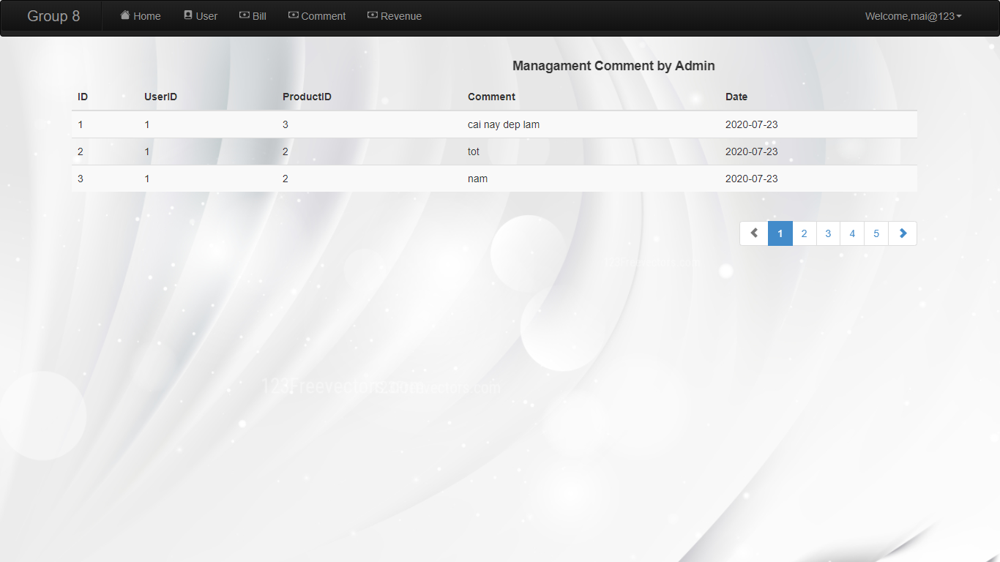 Group 8 Home User Bill Comment Revenue Welcome,mai@123
Managament Comment by Admin
ID UserID ProductID Comment Date
1 1 3 cai nay dep lam 2020-07-23
2 1 2 tot 2020-07-23
3 1 2 nam 2020-07-23
1 2 3 4 5